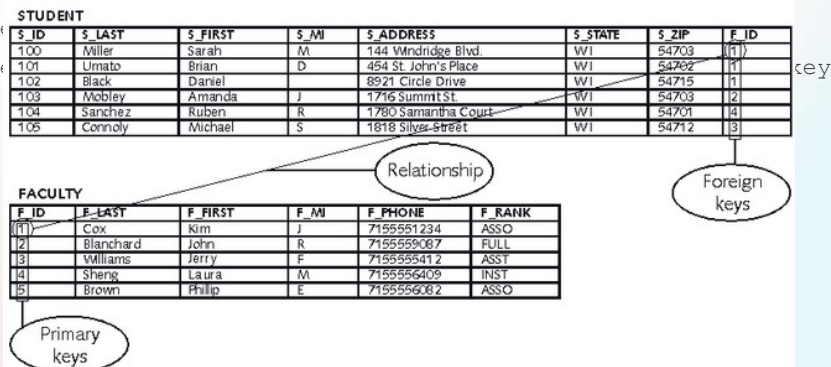 STUDENT
S_ID S_LAST S_FIRST S_MI S_ADDRESS S_STATE S_ZIP F_ID
100 Miller Sarah M 144 Windridge Blvd. WI 54703 1
101 Umato Brian D 454 St. John's Place WI 54702 1
102 Black Daniel 8921 Circle Drive WI 54715 1
key
103 Mobley Amanda J 1716 Summit St. WI 54703 2
104 Sanchez Ruben R 1780 Samantha Court WI 54701 4
105 Connoly Michael S 1818 Silver Street WI 54712 3
Relationship
Foreign
keys
FACULTY
F_ID F_LAST F_FIRST F_MI F_PHONE F_RANK
1 Cox Kim J 7155551234 ASSO
2 Blanchard John R 7155559087 FULL
3 Williams Jerry F 7155555412 ASST
4 Sheng Laura M 7155556409 INST
5 Brown Phillip E 7155556082 ASSO
Primary
keys